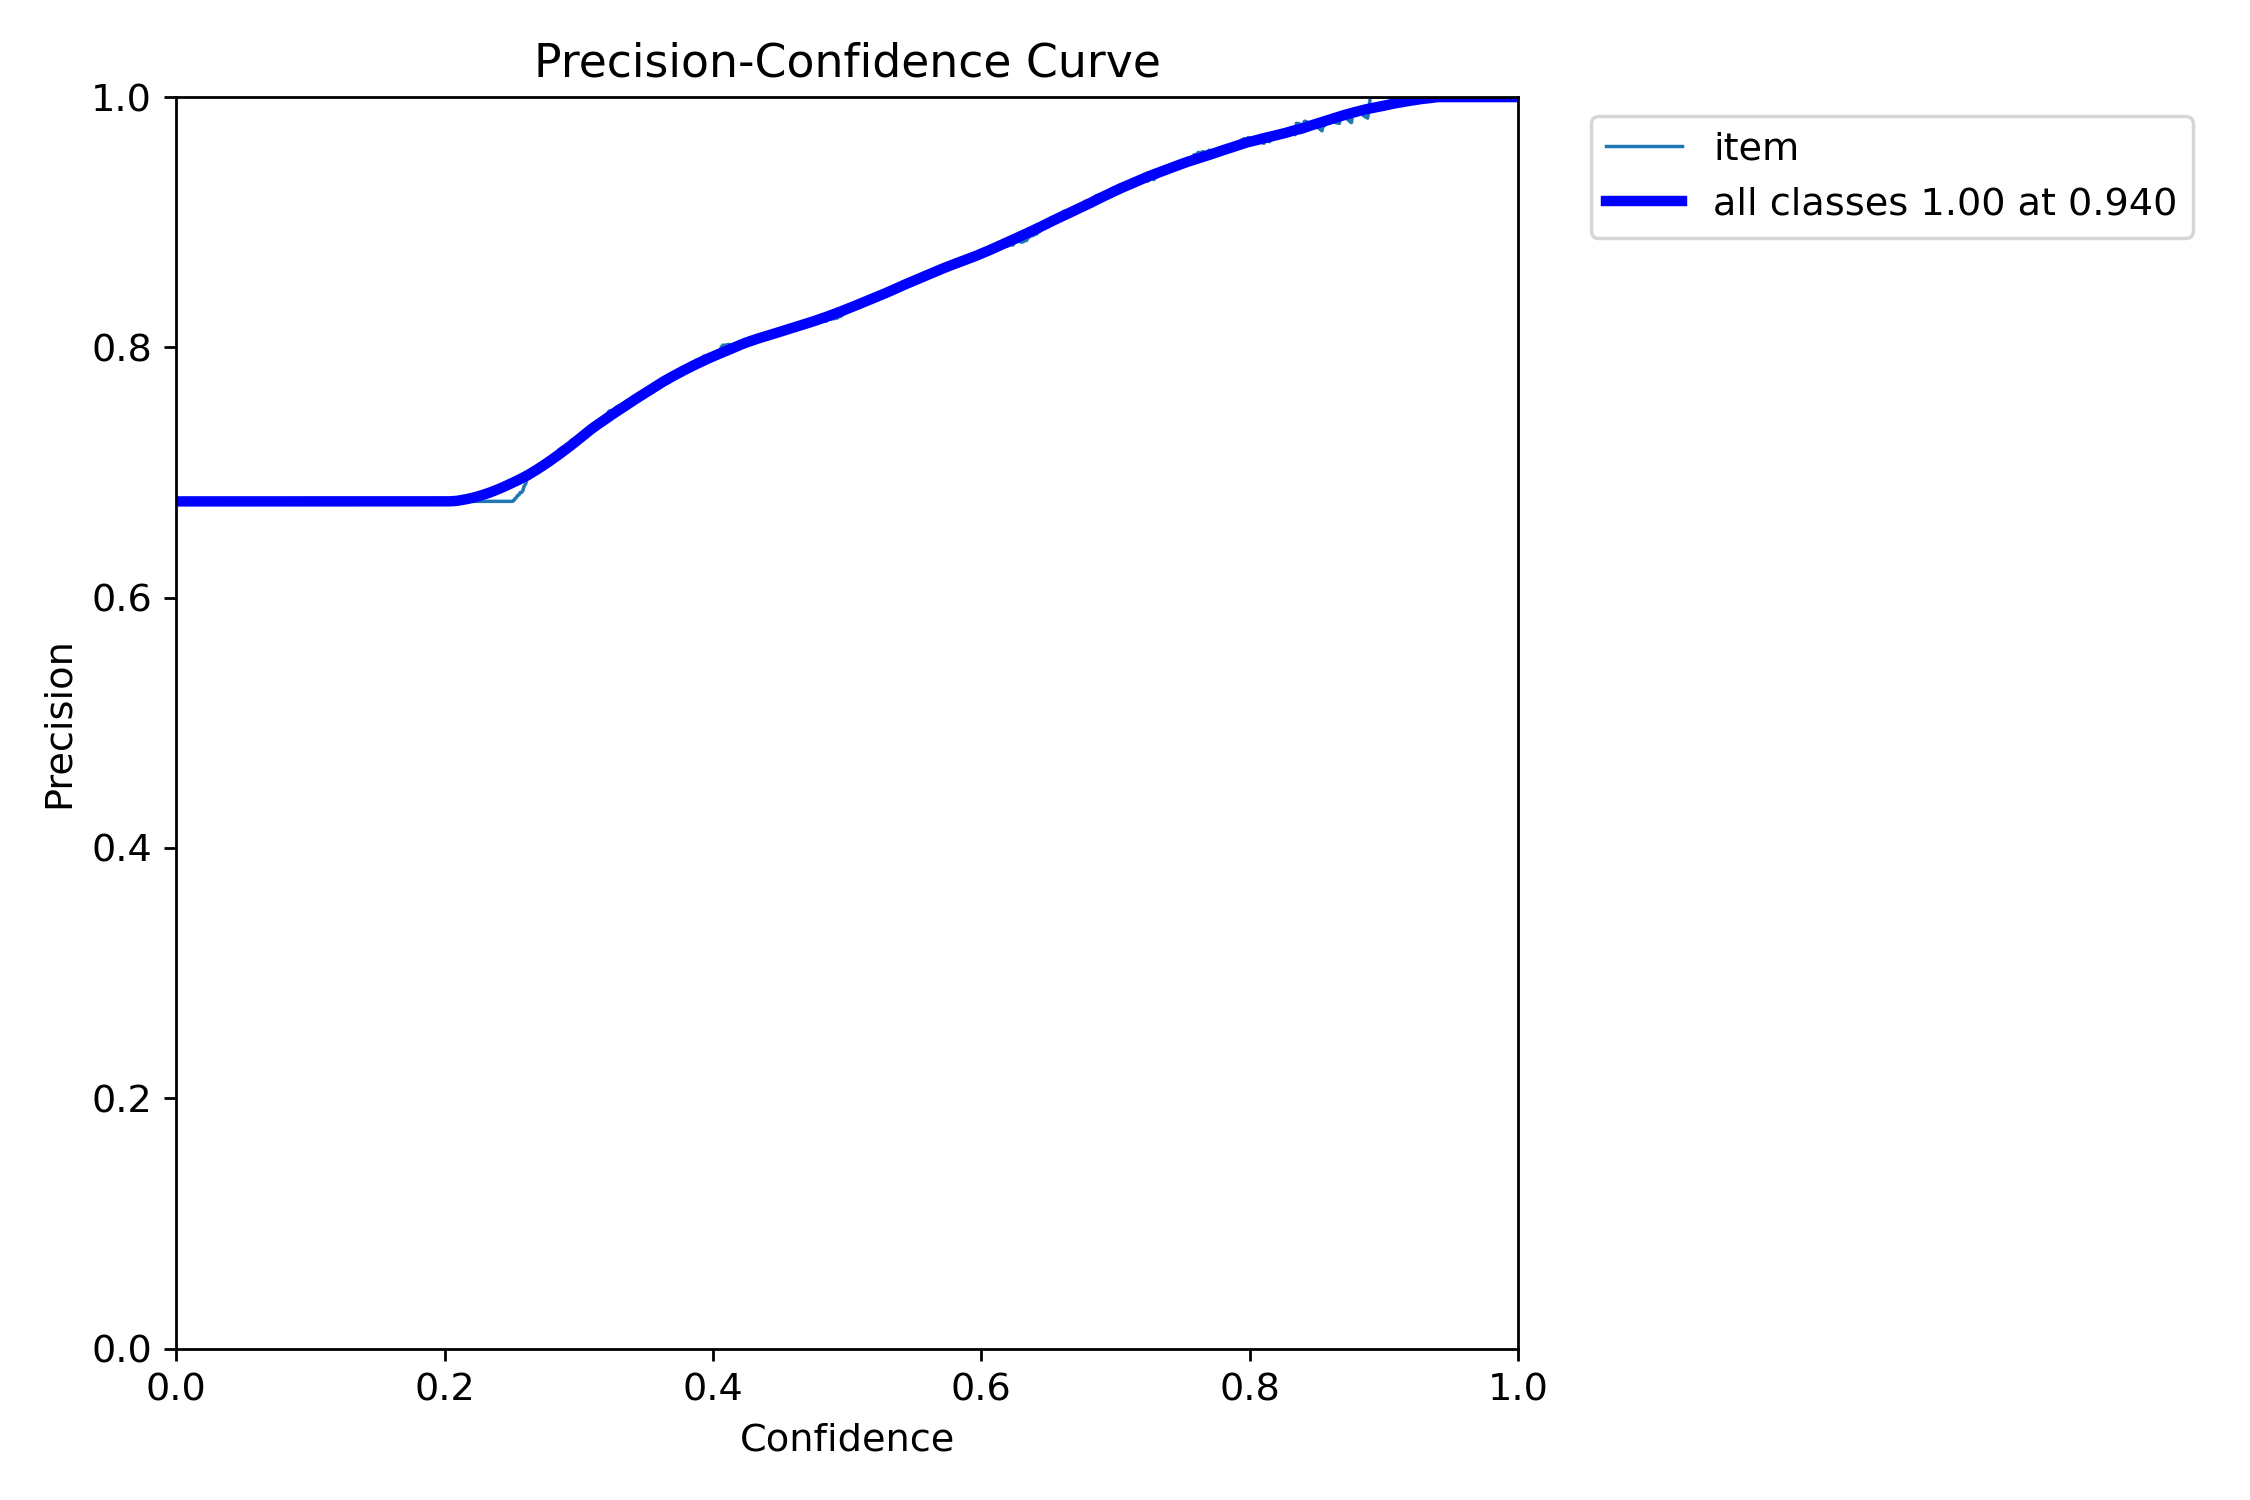 Precision-Confidence Curve
1.0
0.8
0.6
0.4
0.2
0.0
Precision
0.0 0.2 0.4 0.6 0.8 1.0
Confidence
item
all classes 1.00 at 0.940